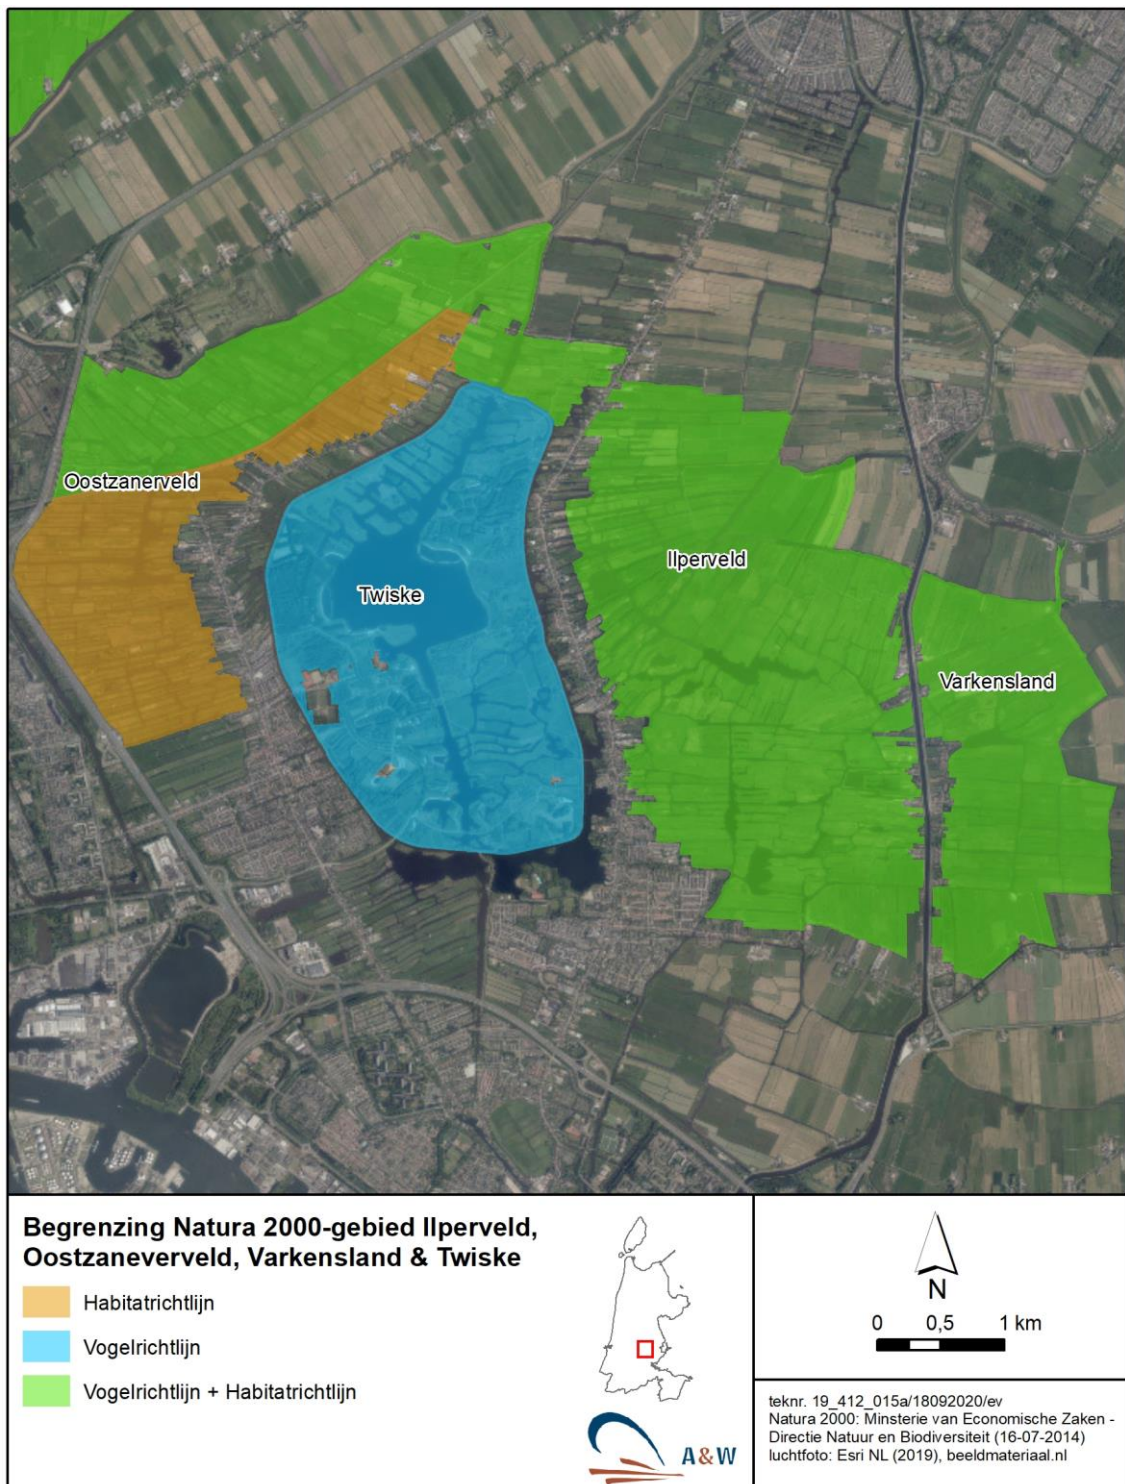 Oostzanerveld
Ilperveld
Twiske
Varkensland
Begrenzing Natura 2000-gebied Ilperveld,
Oostzaneverveld, Varkensland & Twiske
Habitatrichtlijn
Vogelrichtlijn
Vogelrichtlijn + Habitatrichtlijn
A&W
N
0 0,5 1 km
teknr. 19_412_015a/18092020/ev
Natura 2000: Minsterie van Economische Zaken -
Directie Natuur en Biodiversiteit (16-07-2014)
luchtfoto: Esri NL (2019), beeldmateriaal.nl